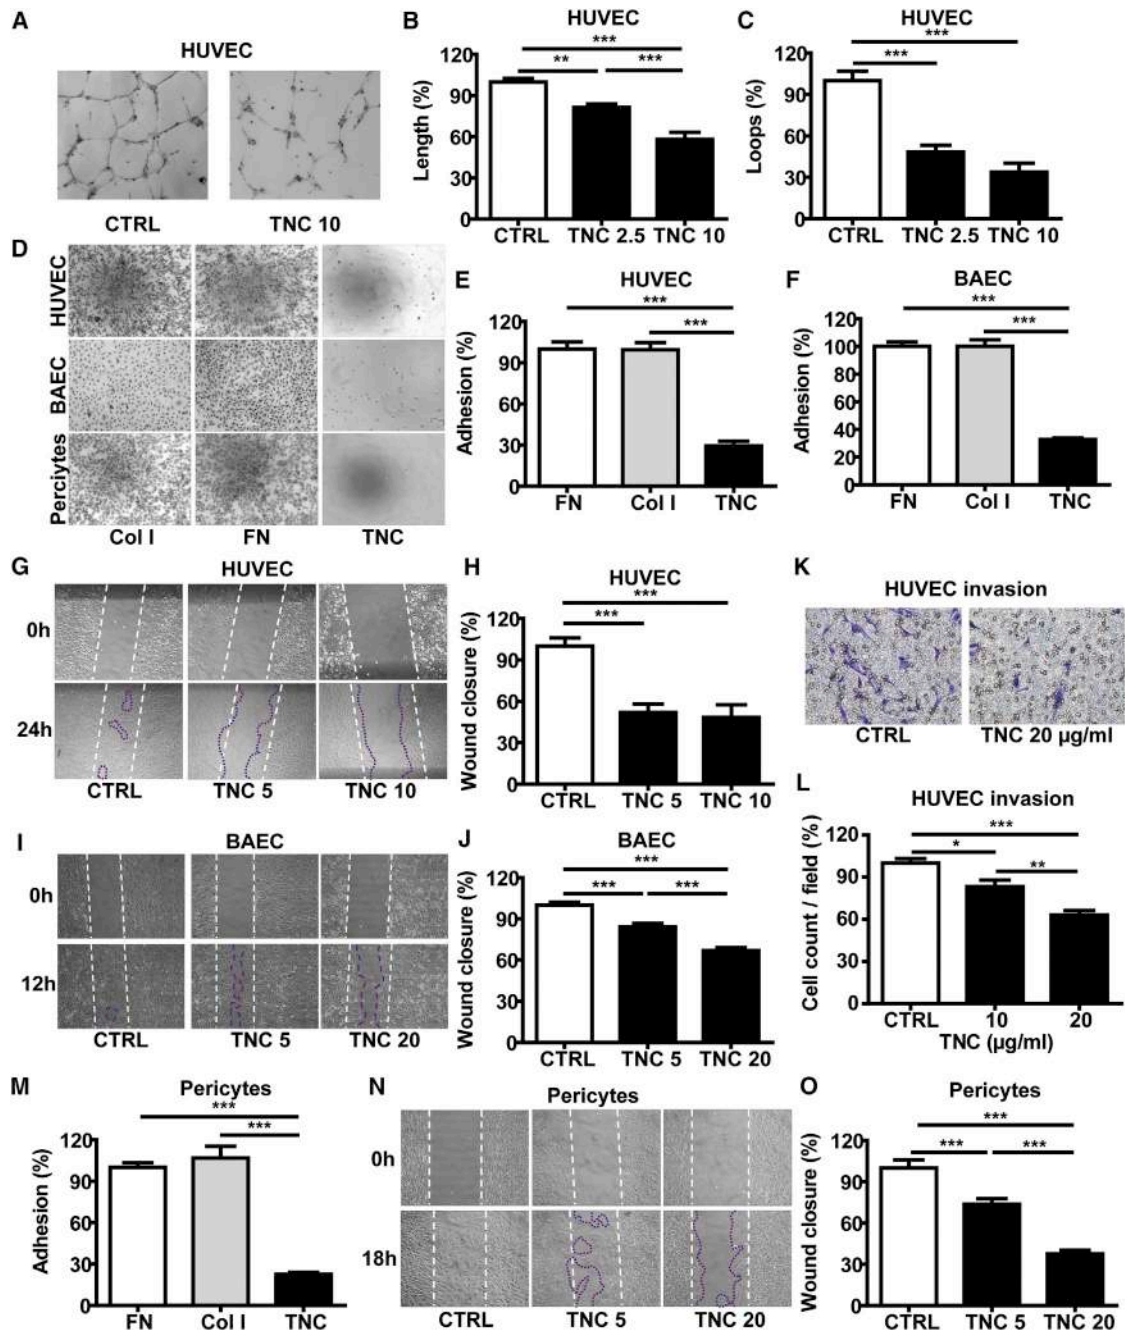 A
HUVEC
CTRL
TNC 10
B
HUVEC
***
**
***
Length (%)
120
90
60
30
0
CTRL TNC 2.5 TNC 10
C
HUVEC
***
***
Loops (%)
120
90
60
30
0
CTRL TNC 2.5 TNC 10
D
HUVEC
BAEC
Perciytes
Col I
FN
TNC
E
HUVEC
***
***
Adhesion (%)
120
90
60
30
0
FN Col I TNC
F
BAEC
***
***
Adhesion (%)
120
100
80
60
40
20
0
FN Col I TNC
G
HUVEC
0h
24h
CTRL TNC 5 TNC 10
H
HUVEC
***
***
Wound closure (%)
120
90
60
30
0
CTRL TNC 5 TNC 10
K
HUVEC invasion
CTRL
TNC 20 µg/ml
I
BAEC
0h
12h
CTRL TNC 5 TNC 20
J
BAEC
***
***
***
Wound closure (%)
120
90
60
30
0
CTRL TNC 5 TNC 20
L
HUVEC invasion
***
*
**
Cell count / field (%)
120
90
60
30
0
CTRL 10 20
TNC (µg/ml)
M
Pericytes
***
***
Adhesion (%)
120
90
60
30
0
FN Col I TNC
N
Pericytes
0h
18h
CTRL TNC 5 TNC 20
O
Pericytes
***
***
***
Wound closure (%)
120
90
60
30
0
CTRL TNC 5 TNC 20